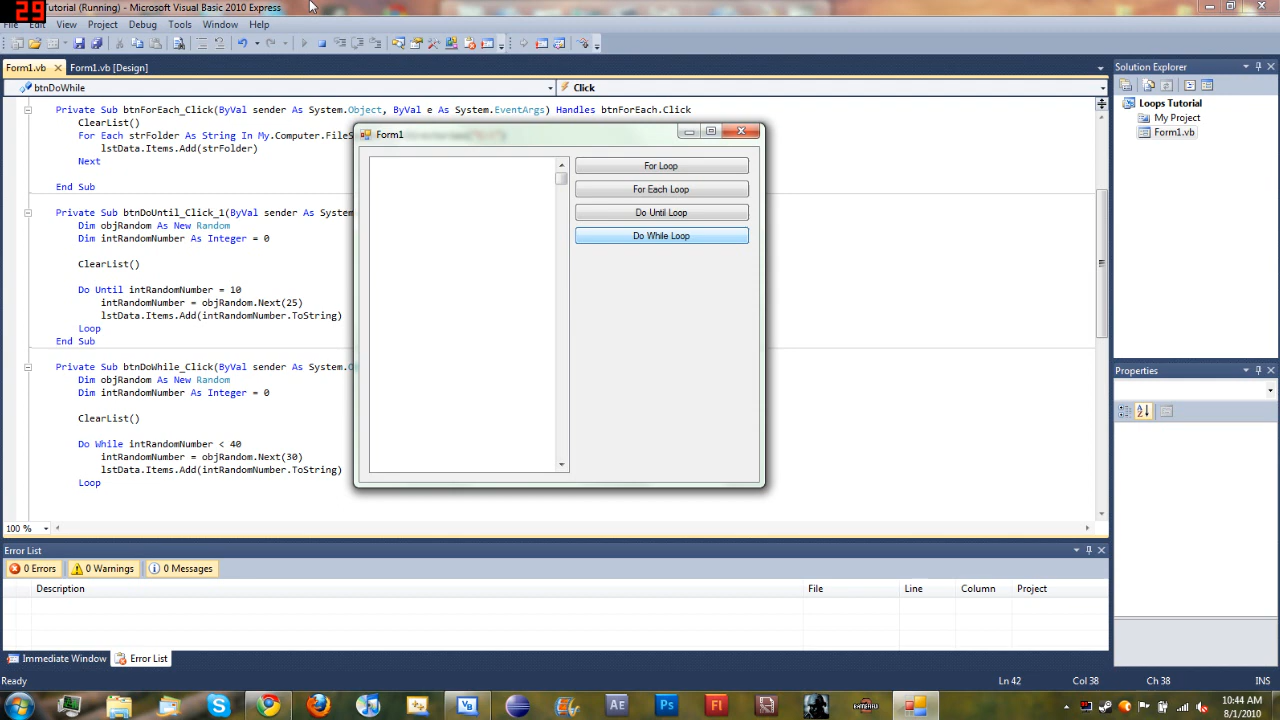 29
Tutorial (Running) - Microsoft Visual Basic 2010 Express
File Edit View Project Debug Tools Window Help
Form1.vb Form1.vb [Design]
btnDoWhile Click
Private Sub btnForEach_Click(ByVal sender As System.Object, ByVal e As System.EventArgs) Handles btnForEach.Click
ClearList()
For Each strFolder As String In My.Computer.FileS
lstData.Items.Add(strFolder)
Next
End Sub
Private Sub btnDoUntil_Click_1(ByVal sender As System
Dim objRandom As New Random
Dim intRandomNumber As Integer = 0
ClearList()
Do Until intRandomNumber = 10
intRandomNumber = objRandom.Next(25)
lstData.Items.Add(intRandomNumber.ToString)
Loop
End Sub
Private Sub btnDoWhile_Click(ByVal sender As System.O
Dim objRandom As New Random
Dim intRandomNumber As Integer = 0
ClearList()
Do While intRandomNumber < 40
intRandomNumber = objRandom.Next(30)
lstData.Items.Add(intRandomNumber.ToString)
Loop
100 %
Form1
For Loop
For Each Loop
Do Until Loop
Do While Loop
Solution Explorer
Loops Tutorial
My Project
Form1.vb
Properties
Error List
0 Errors 0 Warnings 0 Messages
Description File Line Column Project
Immediate Window Error List
Ready Ln 42 Col 38 Ch 38 INS
VB Ae Ps Fl
10:44 AM
8/1/2010